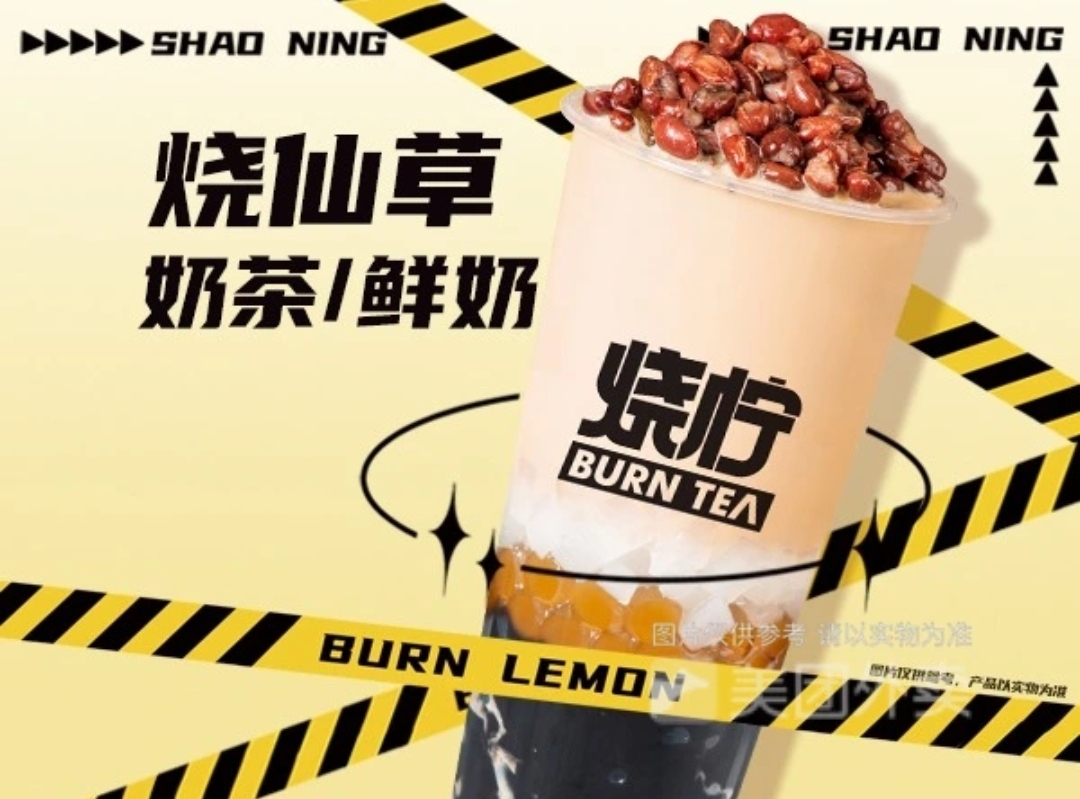 SHAO NING
SHAO NING
烧仙草
奶茶/鲜奶
烧柠
BURN TEA
图片仅供参考 请以实物为准
图片仅供参考，产品以实物为准
BURN LEMON
美团外卖